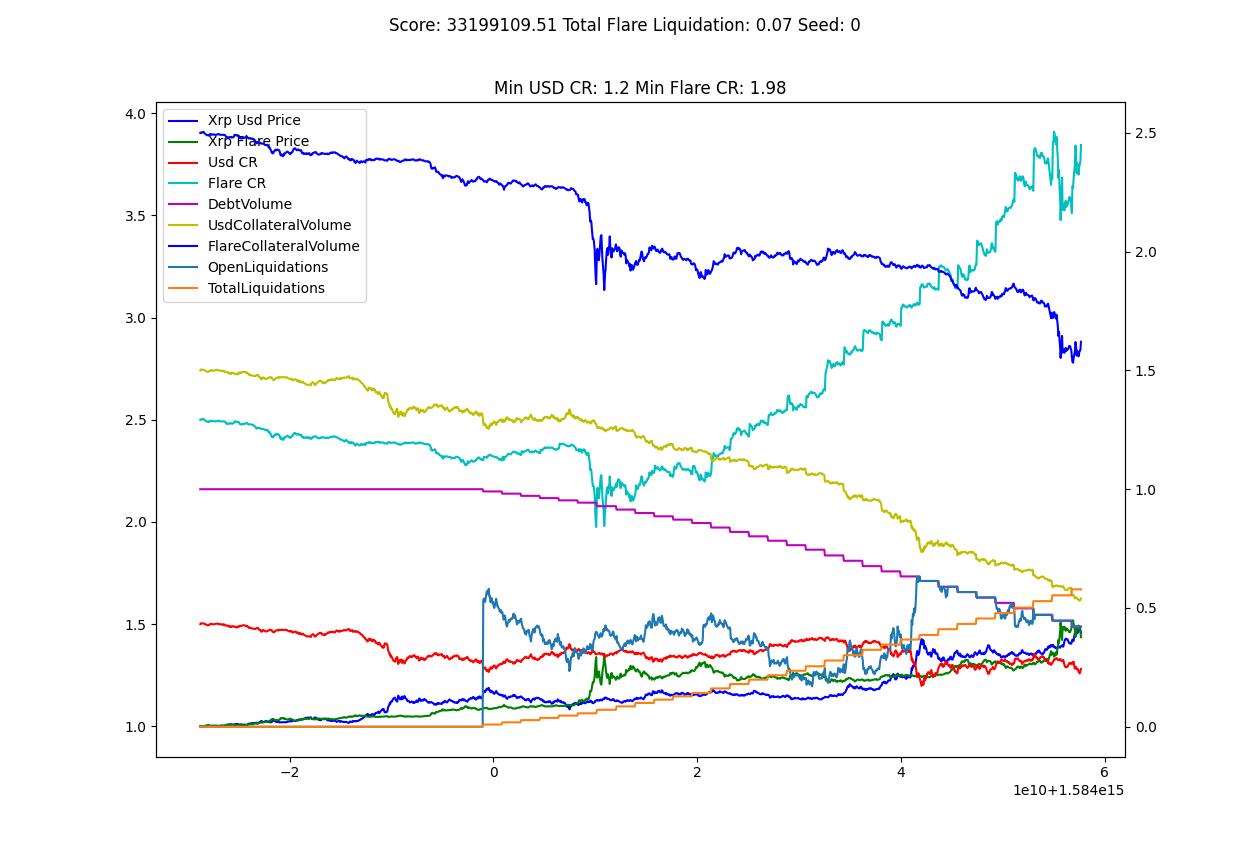 Score: 33199109.51 Total Flare Liquidation: 0.07 Seed: 0
Min USD CR: 1.2 Min Flare CR: 1.98
Xrp Usd Price
Xrp Flare Price
Usd CR
Flare CR
DebtVolume
UsdCollateralVolume
FlareCollateralVolume
OpenLiquidations
TotalLiquidations
4.0
3.5
3.0
2.5
2.0
1.5
1.0
2.5
2.0
1.5
1.0
0.5
0.0
−2 0 2 4 6
1e10+1.584e15